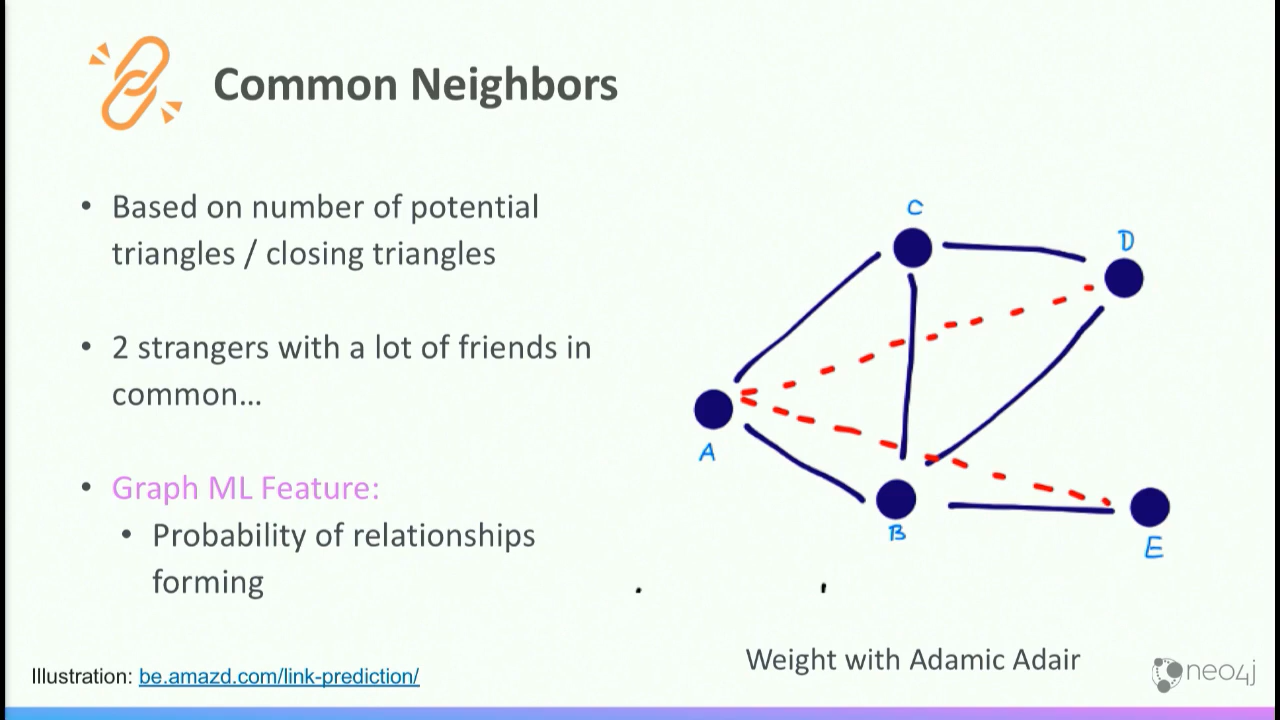 Common Neighbors
• Based on number of potential
triangles / closing triangles
• 2 strangers with a lot of friends in
common…
• Graph ML Feature:
• Probability of relationships
forming
C
D
A
B
E
Weight with Adamic Adair
Illustration: be.amazd.com/link-prediction/
neo4j